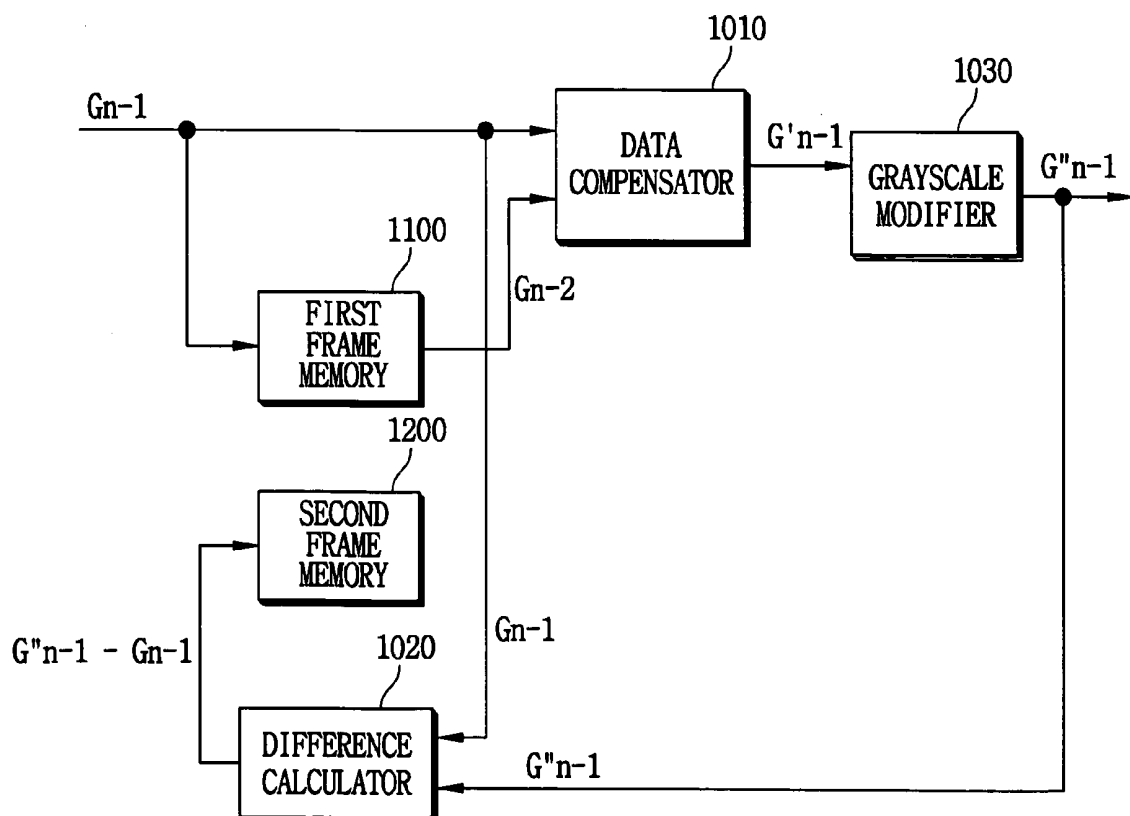 1010
1030
Gn-1
DATA
COMPENSATOR
G'n-1
GRAYSCALE
MODIFIER
G"n-1
1100
Gn-2
FIRST
FRAME
MEMORY
1200
SECOND
FRAME
MEMORY
Gn-1
G"n-1 - Gn-1
1020
DIFFERENCE
CALCULATOR
G"n-1